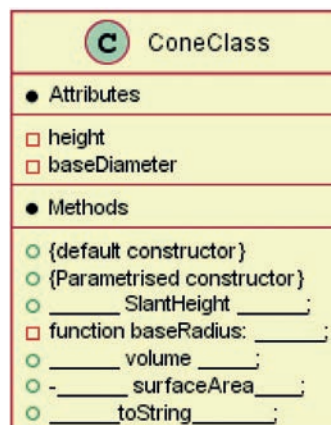 C ConeClass
● Attributes
height
baseDiameter
● Methods
{default constructor}
{Parametrised constructor}
______ SlantHeight ______;
function baseRadius: ______;
______ volume _____;
-______ surfaceArea____;
______toString_______;